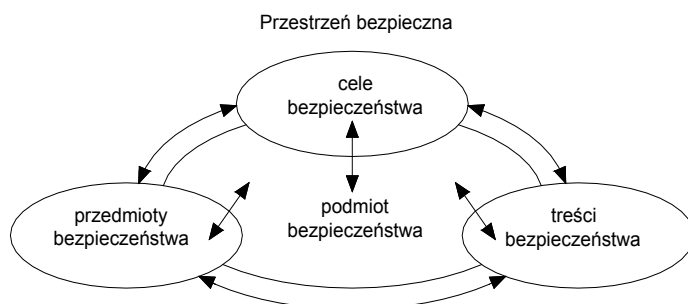 Przestrzeń bezpieczna
cele
bezpieczeństwa
przedmioty
bezpieczeństwa
podmiot
bezpieczeństwa
treści
bezpieczeństwa